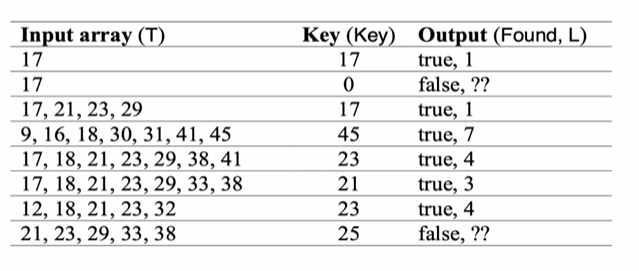 Input array (T) Key (Key) Output (Found, L)
17 17 true, 1
17 0 false, ??
17, 21, 23, 29 17 true, 1
9, 16, 18, 30, 31, 41, 45 45 true, 7
17, 18, 21, 23, 29, 38, 41 23 true, 4
17, 18, 21, 23, 29, 33, 38 21 true, 3
12, 18, 21, 23, 32 23 true, 4
21, 23, 29, 33, 38 25 false, ??